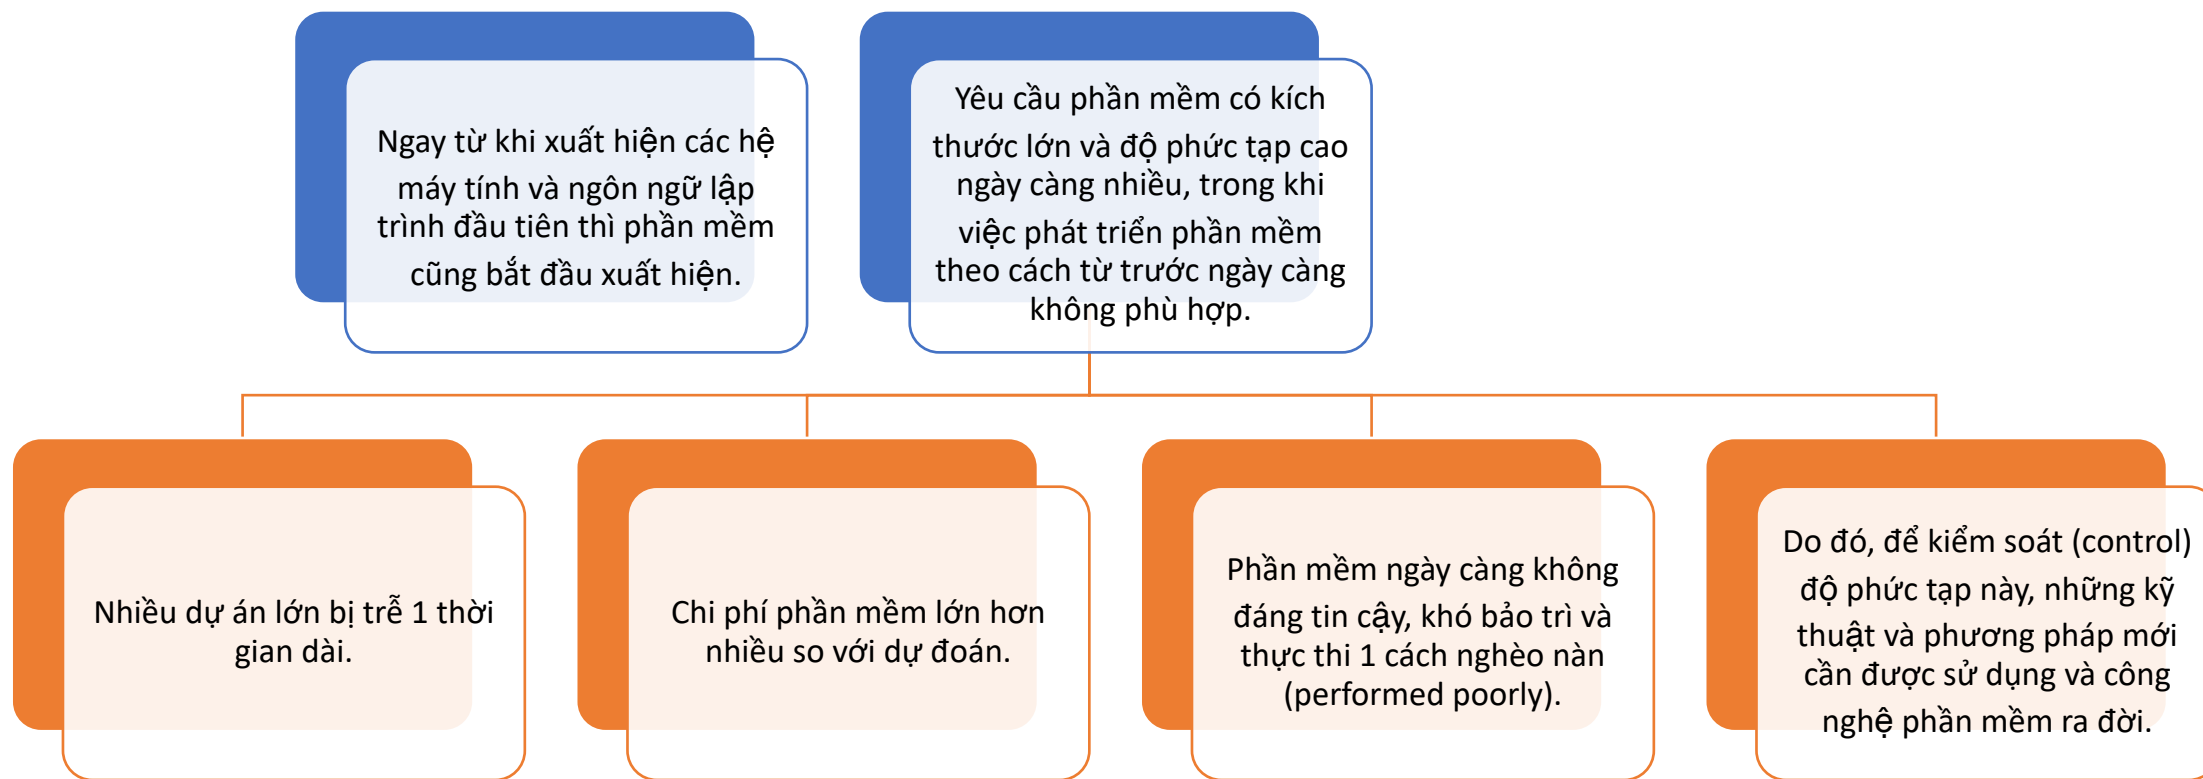 Ngay từ khi xuất hiện các hệ
máy tính và ngôn ngữ lập
trình đầu tiên thì phần mềm
cũng bắt đầu xuất hiện.
Yêu cầu phần mềm có kích
thước lớn và độ phức tạp cao
ngày càng nhiều, trong khi
việc phát triển phần mềm
theo cách từ trước ngày càng
không phù hợp.
Nhiều dự án lớn bị trễ 1 thời
gian dài.
Chi phí phần mềm lớn hơn
nhiều so với dự đoán.
Phần mềm ngày càng không
đáng tin cậy, khó bảo trì và
thực thi 1 cách nghèo nàn
(performed poorly).
Do đó, để kiểm soát (control)
độ phức tạp này, những kỹ
thuật và phương pháp mới
cần được sử dụng và công
nghệ phần mềm ra đời.